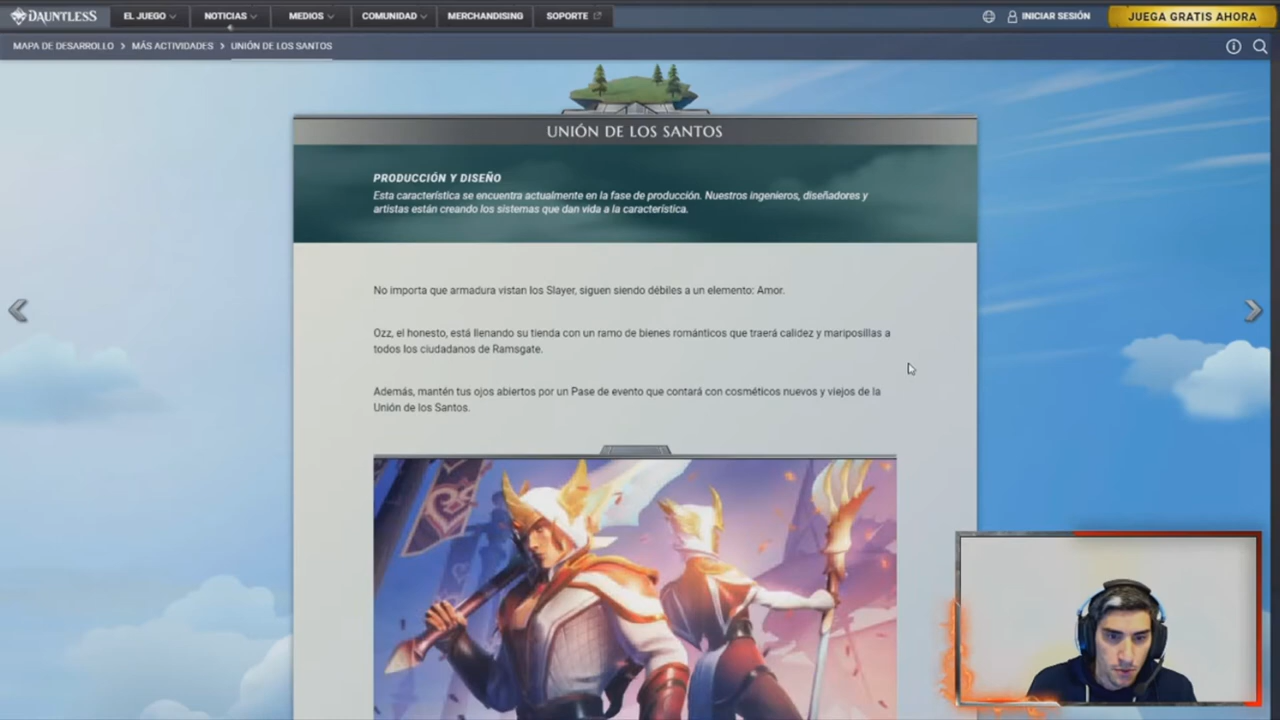 DAUNTLESS EL JUEGO NOTICIAS MEDIOS COMUNIDAD MERCHANDISING SOPORTE INICIAR SESIÓN JUEGA GRATIS AHORA
MAPA DE DESARROLLO > MÁS ACTIVIDADES > UNIÓN DE LOS SANTOS
UNIÓN DE LOS SANTOS
PRODUCCIÓN Y DISEÑO
Esta característica se encuentra actualmente en la fase de producción. Nuestros ingenieros, diseñadores y
artistas están creando los sistemas que dan vida a la característica.
No importa que armadura vistan los Slayer, siguen siendo débiles a un elemento: Amor.
Ozz, el honesto, está llenando su tienda con un ramo de bienes románticos que traerá calidez y mariposillas a
todos los ciudadanos de Ramsgate.
Además, mantén tus ojos abiertos por un Pase de evento que contará con cosméticos nuevos y viejos de la
Unión de los Santos.